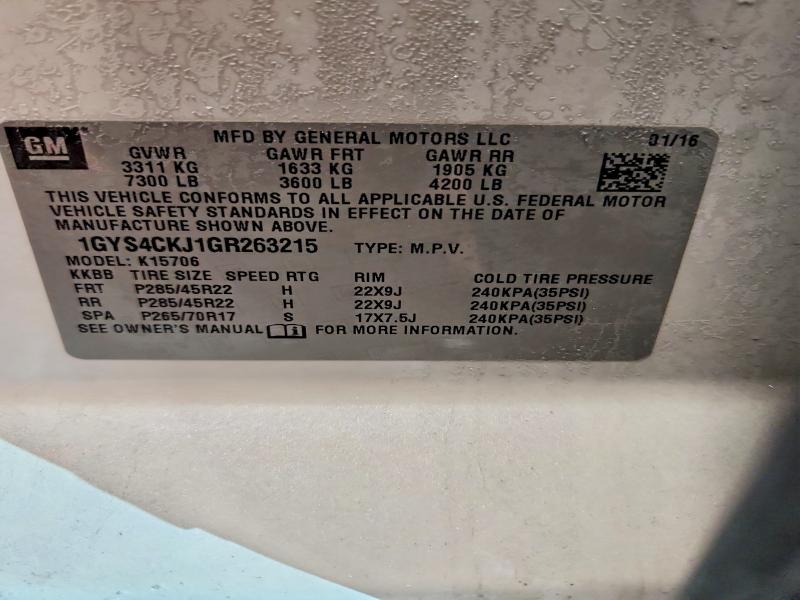 GM MFD BY GENERAL MOTORS LLC 01/16
GVWR GAWR FRT GAWR RR
3311 KG 1633 KG 1905 KG
7300 LB 3600 LB 4200 LB
THIS VEHICLE CONFORMS TO ALL APPLICABLE U.S. FEDERAL MOTOR
VEHICLE SAFETY STANDARDS IN EFFECT ON THE DATE OF
MANUFACTURE SHOWN ABOVE.
1GYS4CKJ1GR263215 TYPE: M.P.V.
MODEL: K15706
KKBB TIRE SIZE SPEED RTG RIM COLD TIRE PRESSURE
FRT P285/45R22 H 22X9J 240KPA(35PSI)
RR P285/45R22 H 22X9J 240KPA(35PSI)
SPA P265/70R17 S 17X7.5J 240KPA(35PSI)
SEE OWNER'S MANUAL FOR MORE INFORMATION.